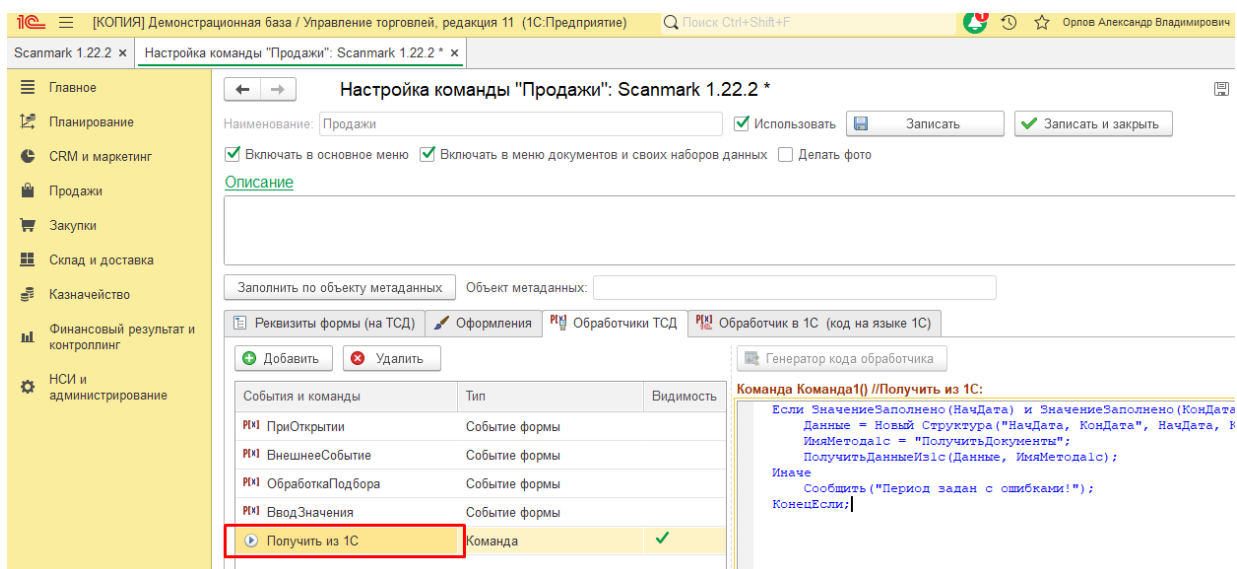 1С [КОПИЯ] Демонстрационная база / Управление торговлей, редакция 11 (1С:Предприятие) Поиск Ctrl+Shift+F Орлов Александр Владимирович
Scanmark 1.22.2 × Настройка команды "Продажи": Scanmark 1.22.2 * ×
Главное
Планирование
CRM и маркетинг
Продажи
Закупки
Склад и доставка
Казначейство
Финансовый результат и
контроллинг
НСИ и
администрирование
Настройка команды "Продажи": Scanmark 1.22.2 *
Наименование: Продажи Использовать Записать Записать и закрыть
Включать в основное меню Включать в меню документов и своих наборов данных Делать фото
Описание
Заполнить по объекту метаданных Объект метаданных:
Реквизиты формы (на ТСД) Оформления Обработчики ТСД Обработчик в 1С (код на языке 1С)
Добавить Удалить Генератор кода обработчика
События и команды Тип Видимость
P[x] ПриОткрытии Событие формы
P[x] ВнешнееСобытие Событие формы
P[x] ОбработкаПодбора Событие формы
P[x] ВводЗначения Событие формы
Получить из 1С Команда
Команда Команда1() //Получить из 1С:
Если ЗначениеЗаполнено(НачДата) и ЗначениеЗаполнено(КонДата
Данные = Новый Структура("НачДата, КонДата", НачДата, К
ИмяМетода1с = "ПолучитьДокументы";
ПолучитьДанныеИз1с(Данные, ИмяМетода1с);
Иначе
Сообщить("Период задан с ошибками!");
КонецЕсли;